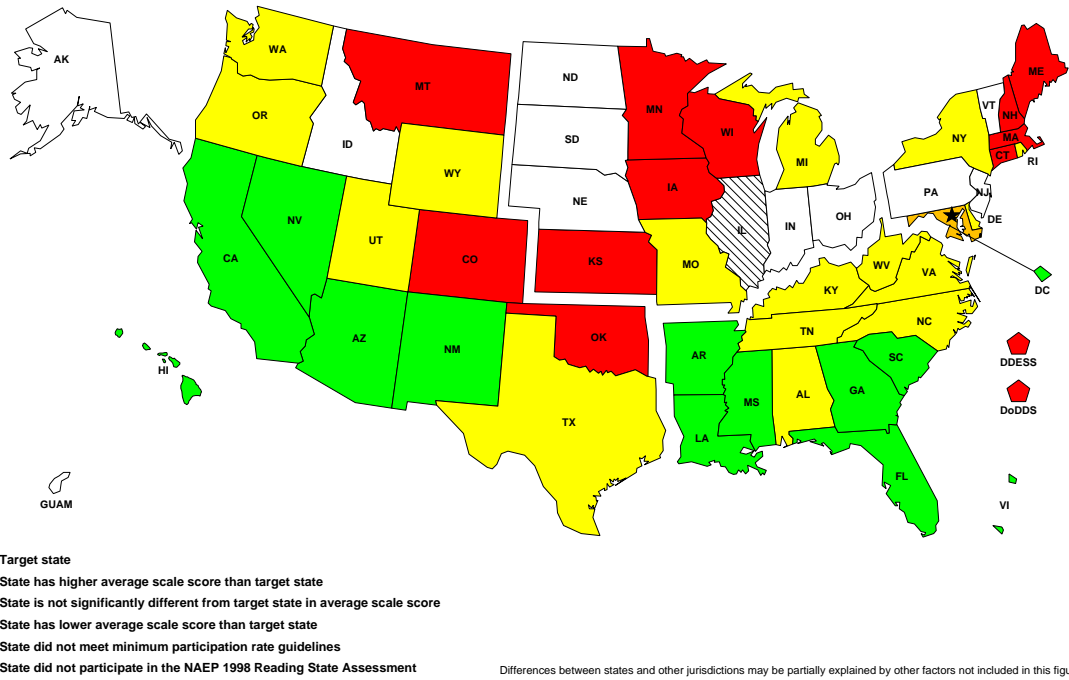 AK
WA
MT
ND
MN
ME
VT
NH
OR
ID
SD
WI
NY
MA
CT
RI
MI
WY
IA
PA
NJ
NE
OH
NV
UT
IL
IN
DE
CA
CO
KS
MO
WV
VA
DC
KY
NC
TN
AZ
NM
OK
AR
SC
DDESS
HI
MS
AL
GA
DoDDS
TX
LA
FL
GUAM
VI
Target state
State has higher average scale score than target state
State is not significantly different from target state in average scale score
State has lower average scale score than target state
State did not meet minimum participation rate guidelines
State did not participate in the NAEP 1998 Reading State Assessment
Differences between states and other jurisdictions may be partially explained by other factors not included in this figu